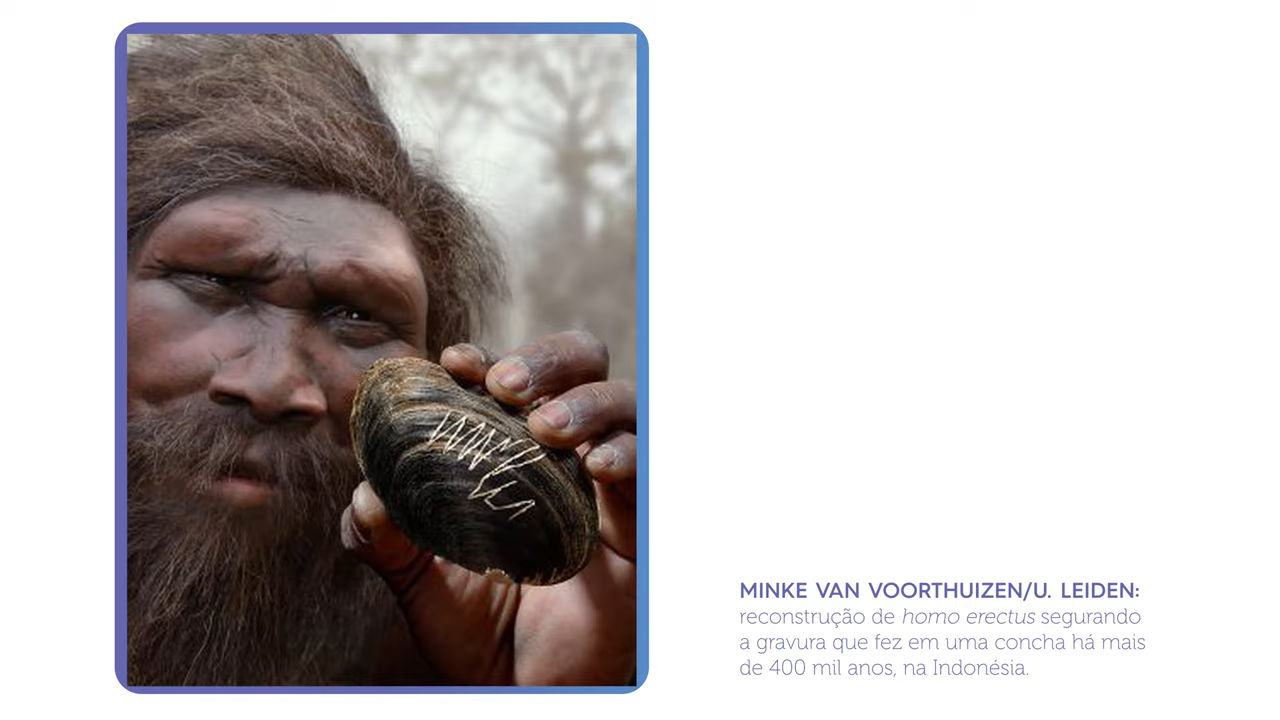 MINKE VAN VOORTHUIZEN/U. LEIDEN:
reconstrução de homo erectus segurando
a gravura que fez em uma concha há mais
de 400 mil anos, na Indonésia.